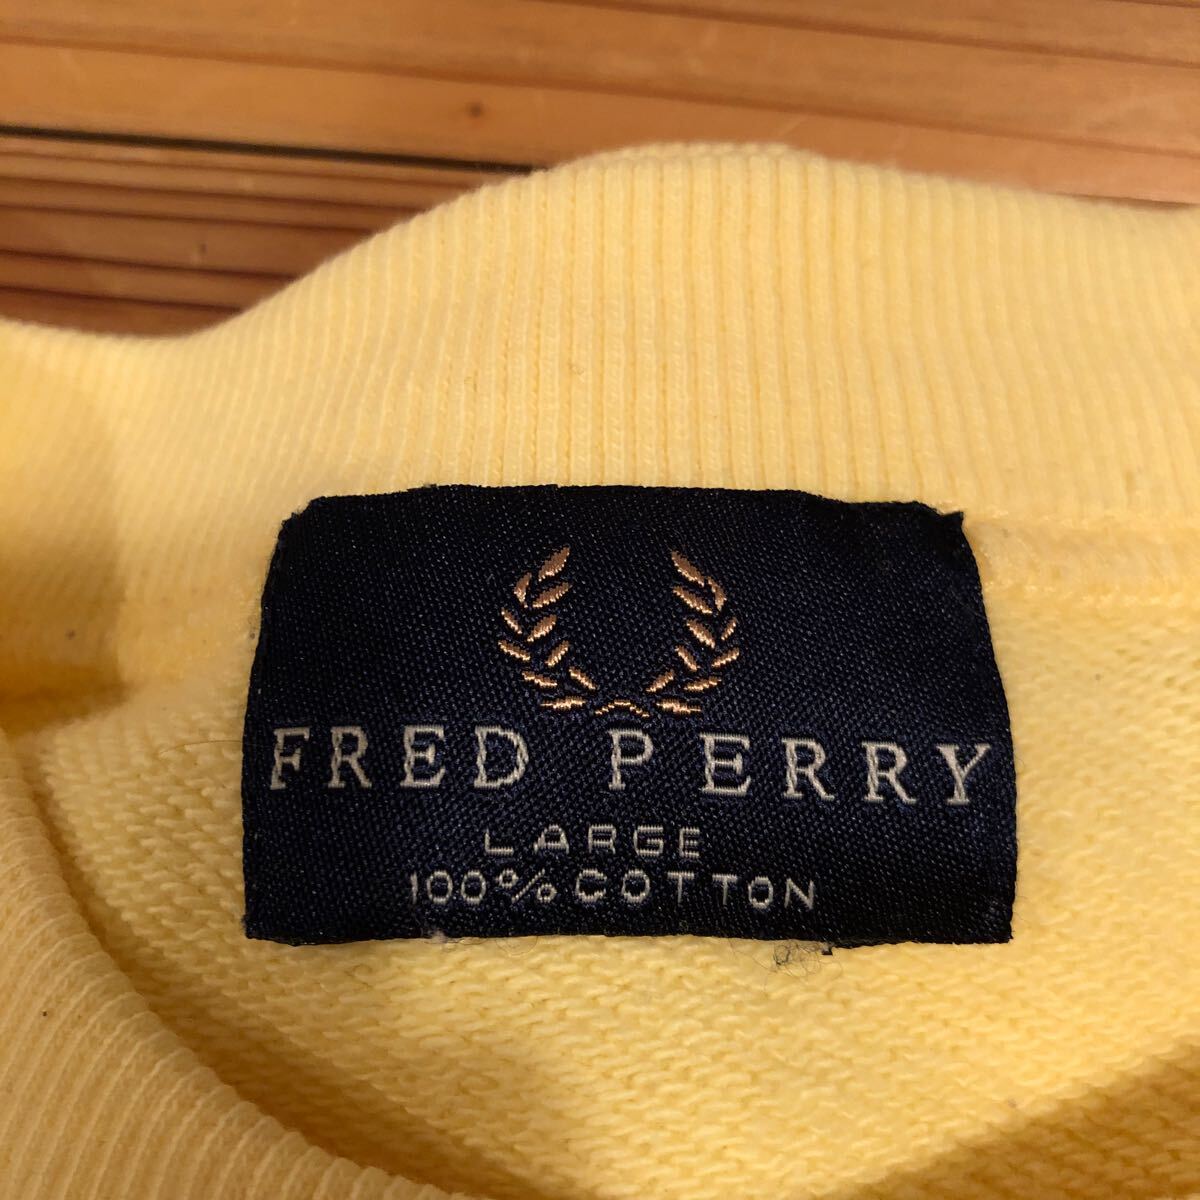 FRED PERRY
LARGE
100% COTTON